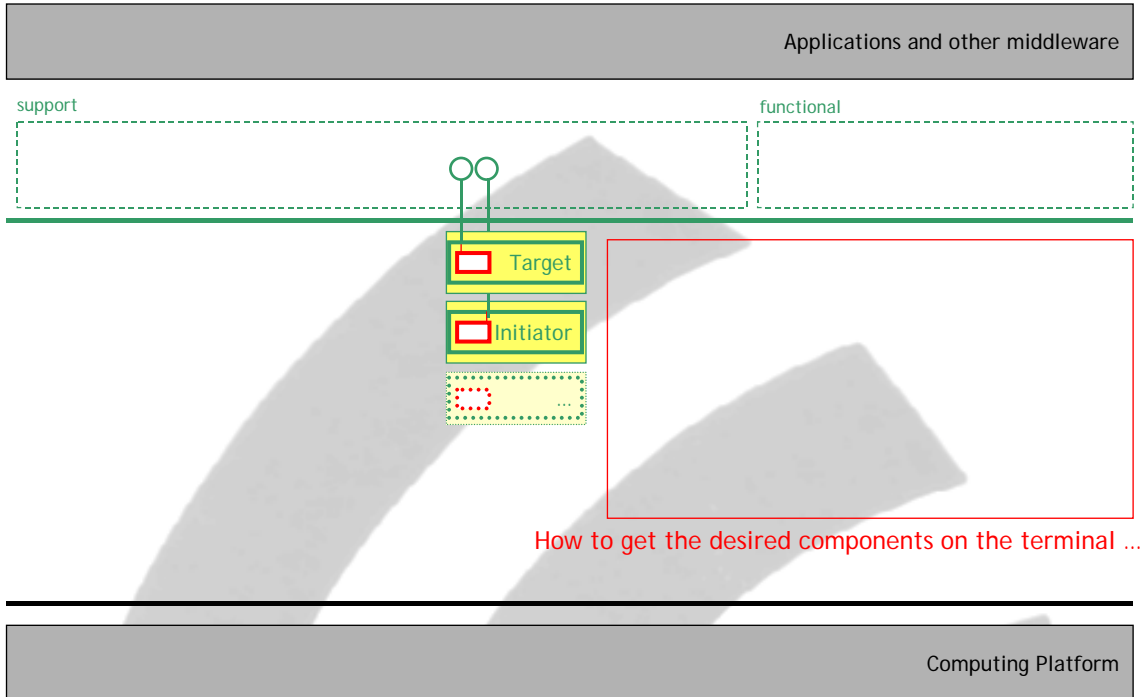 Applications and other middleware
support
functional
Target
Initiator
...
How to get the desired components on the terminal ...
Computing Platform